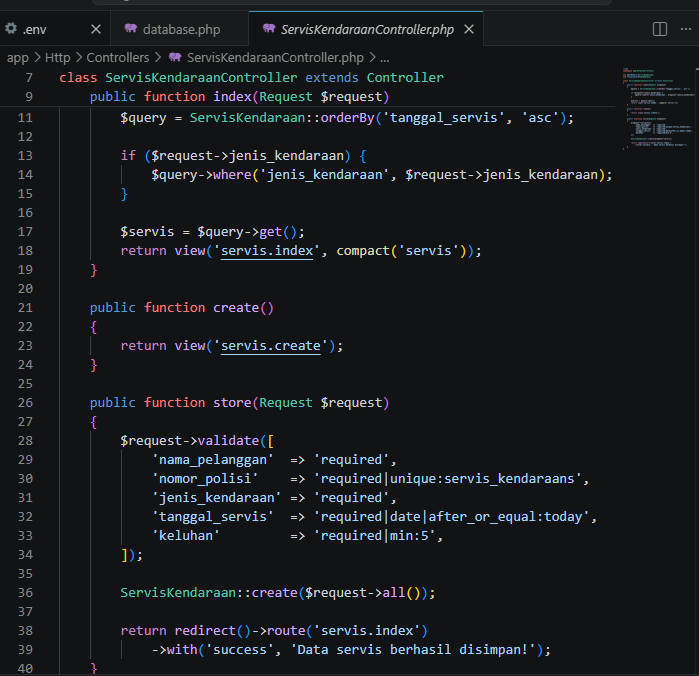 .env
database.php
ServisKendaraanController.php
app > Http > Controllers > ServisKendaraanController.php > ...
7 class ServisKendaraanController extends Controller
9 public function index(Request $request)
11 $query = ServisKendaraan::orderBy('tanggal_servis', 'asc');
12
13 if ($request->jenis_kendaraan) {
14 $query->where('jenis_kendaraan', $request->jenis_kendaraan);
15 }
16
17 $servis = $query->get();
18 return view('servis.index', compact('servis'));
19 }
20
21 public function create()
22 {
23 return view('servis.create');
24 }
25
26 public function store(Request $request)
27 {
28 $request->validate([
29 'nama_pelanggan' => 'required',
30 'nomor_polisi' => 'required|unique:servis_kendaraans',
31 'jenis_kendaraan' => 'required',
32 'tanggal_servis' => 'required|date|after_or_equal:today',
33 'keluhan' => 'required|min:5',
34 ]);
35
36 ServisKendaraan::create($request->all());
37
38 return redirect()->route('servis.index')
39 ->with('success', 'Data servis berhasil disimpan!');
40 }